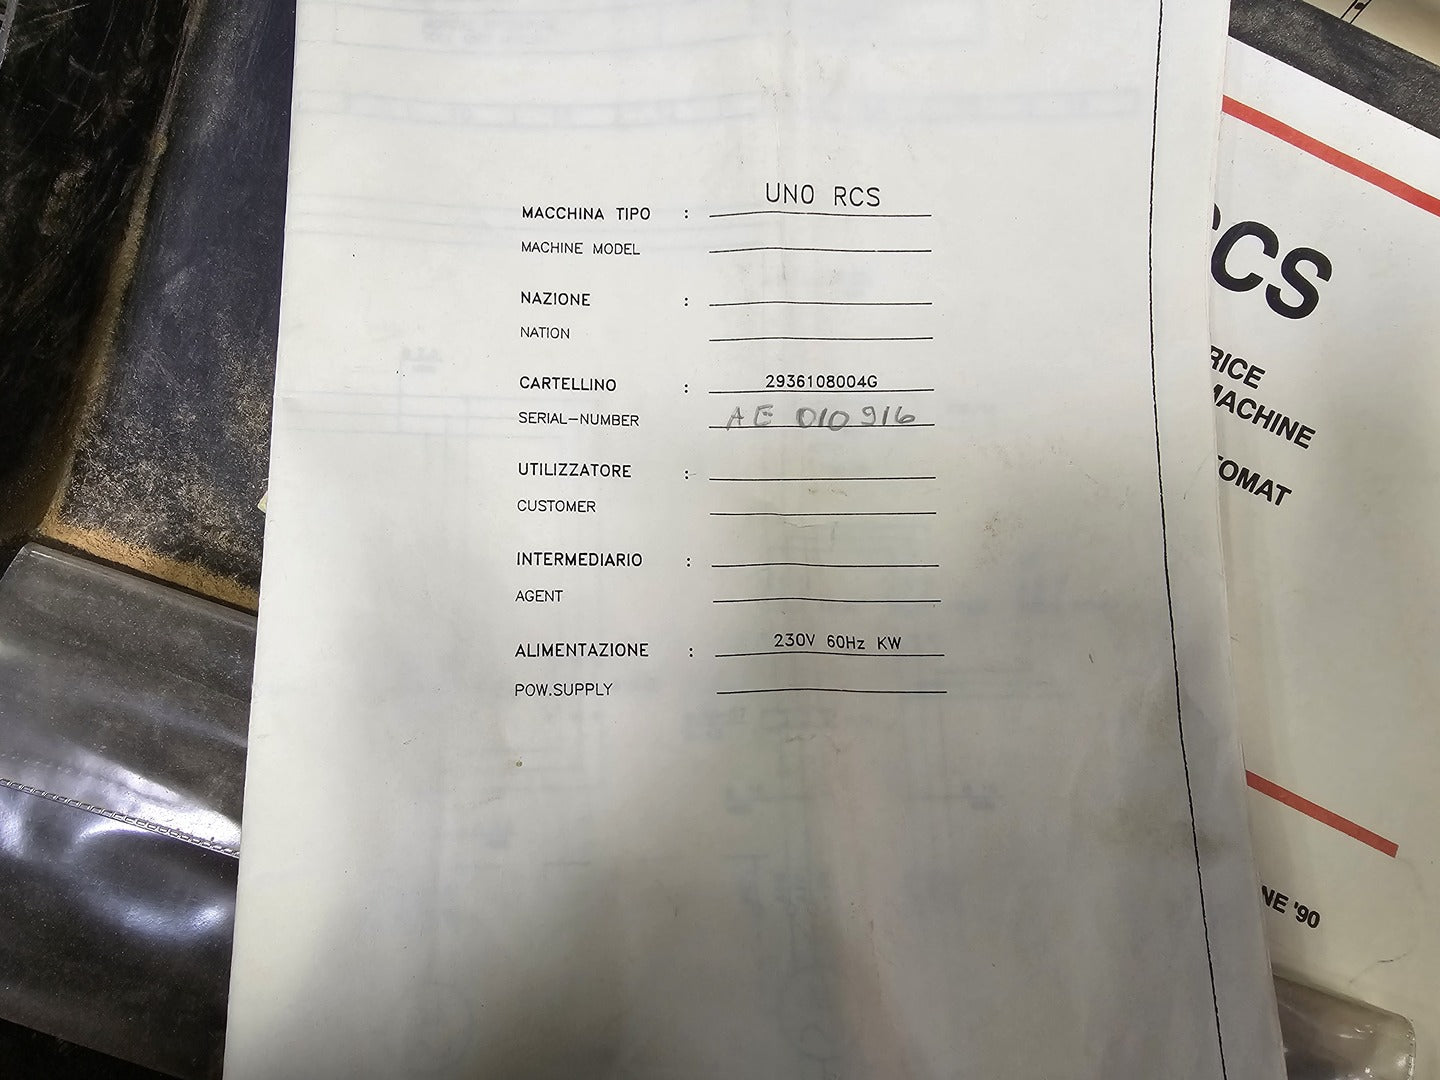 UNO RCS
MACCHINA TIPO :
MACHINE MODEL
NAZIONE :
NATION
CARTELLINO : 2936108004G
SERIAL-NUMBER AE 010916
UTILIZZATORE :
CUSTOMER
INTERMEDIARIO :
AGENT
ALIMENTAZIONE : 230V 60Hz KW
POW.SUPPLY
CS
RICE
MACHINE
TOMAT
NE '90